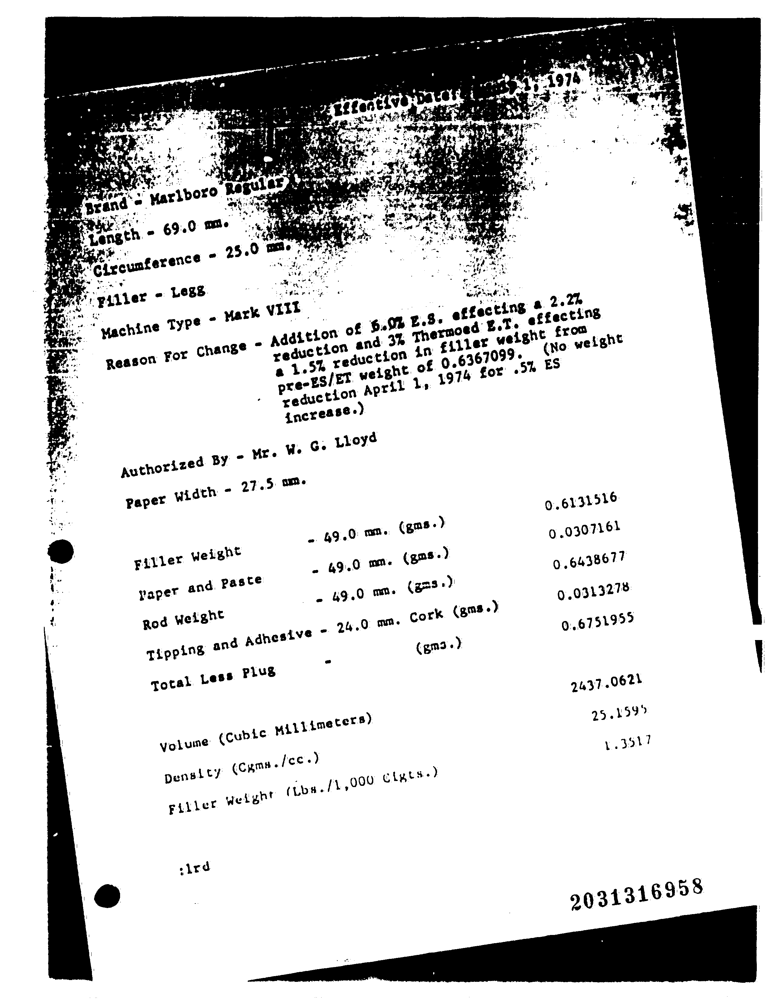 Effective Date: 1, 1974
Brand - Marlboro Regular
Length - 69.0 mm.
Circumference - 25.0 mm.
Filler - Legg
Machine Type - Mark VIII
Reason For Change - Addition of 5.0% E.S. effecting a 2.2%
reduction and 3% Thermoed E.T. effecting
a 1.5% reduction in filler weight from
pre-ES/ET weight of 0.6367099. (No weight
reduction April 1, 1974 for .5% ES
increase.)
Authorized By - Mr. W. G. Lloyd
Paper Width - 27.5 mm.
Filler Weight - 49.0 mm. (gms.) 0.6131516
Paper and Paste - 49.0 mm. (gms.) 0.0307161
Rod Weight - 49.0 mm. (gms.) 0.6438677
Tipping and Adhesive - 24.0 mm. Cork (gms.) 0.0313278
Total Less Plug - (gms.) 0.6751955
Volume (Cubic Millimeters) 2437.0621
Density (Cgms./cc.) 25.1595
Filler Weight (Lbs./1,000 Cigts.) 1.3517
:lrd
2031316958